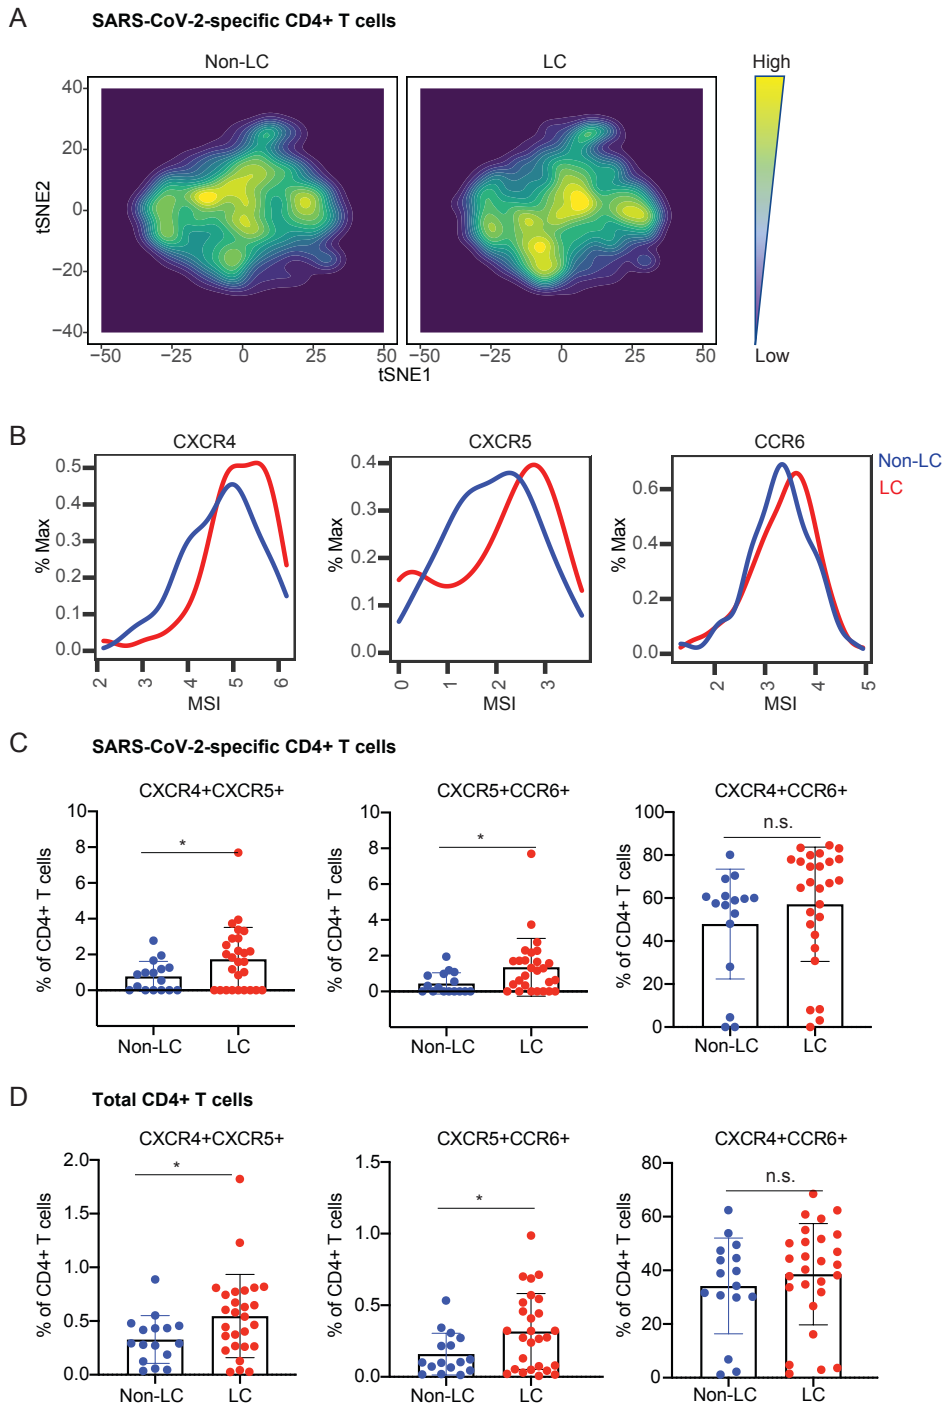 A SARS-CoV-2-specific CD4+ T cells
Non-LC LC High
40
20
0
−20
−40
tSNE2
−50 −25 0 25 50 −50 −25 0 25 50
tSNE1
Low
B
CXCR4 CXCR5 CCR6
Non-LC
LC
% Max
0.5
0.4
0.3
0.2
0.1
0.0
2 3 4 5 6
MSI
% Max
0.4
0.3
0.2
0.1
0.0
0 1 2 3
MSI
% Max
0.6
0.4
0.2
0.0
2 3 4 5
MSI
C SARS-CoV-2-specific CD4+ T cells
CXCR4+CXCR5+
% of CD4+ T cells
10
8
6
4
2
0
*
Non-LC LC
CXCR5+CCR6+
% of CD4+ T cells
10
8
6
4
2
0
*
Non-LC LC
CXCR4+CCR6+
% of CD4+ T cells
100
80
60
40
20
0
n.s.
Non-LC LC
D Total CD4+ T cells
CXCR4+CXCR5+
% of CD4+ T cells
2.0
1.5
1.0
0.5
0.0
*
Non-LC LC
CXCR5+CCR6+
% of CD4+ T cells
1.5
1.0
0.5
0.0
*
Non-LC LC
CXCR4+CCR6+
% of CD4+ T cells
80
60
40
20
0
n.s.
Non-LC LC